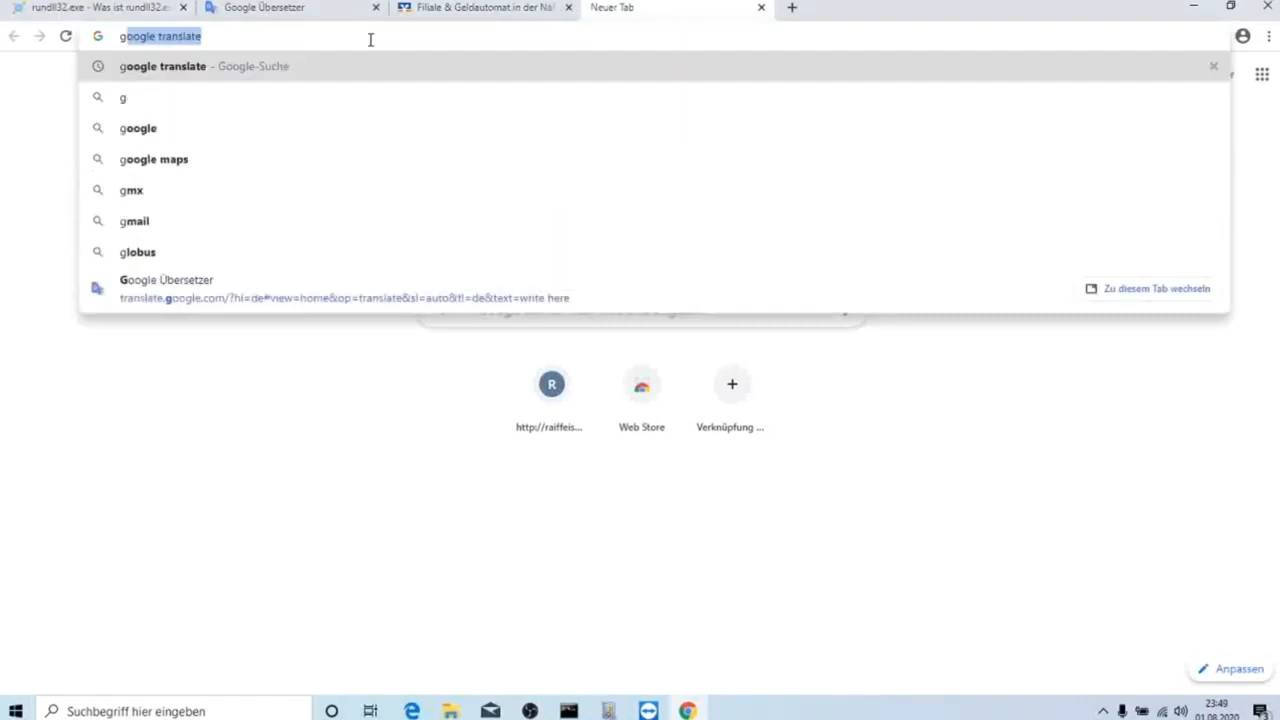 rundll32.exe - Was ist rundll32.e
Google Übersetzer
Filiale & Geldautomat in der Nä
Neuer Tab
google translate
google translate - Google-Suche
g
google
google maps
gmx
gmail
globus
Google Übersetzer
translate.google.com/?hl=de#view=home&op=translate&sl=auto&tl=de&text=write here
Zu diesem Tab wechseln
R
http://raiffeis...
Web Store
Verknüpfung ...
Anpassen
Suchbegriff hier eingeben
23:49
01.08.2020